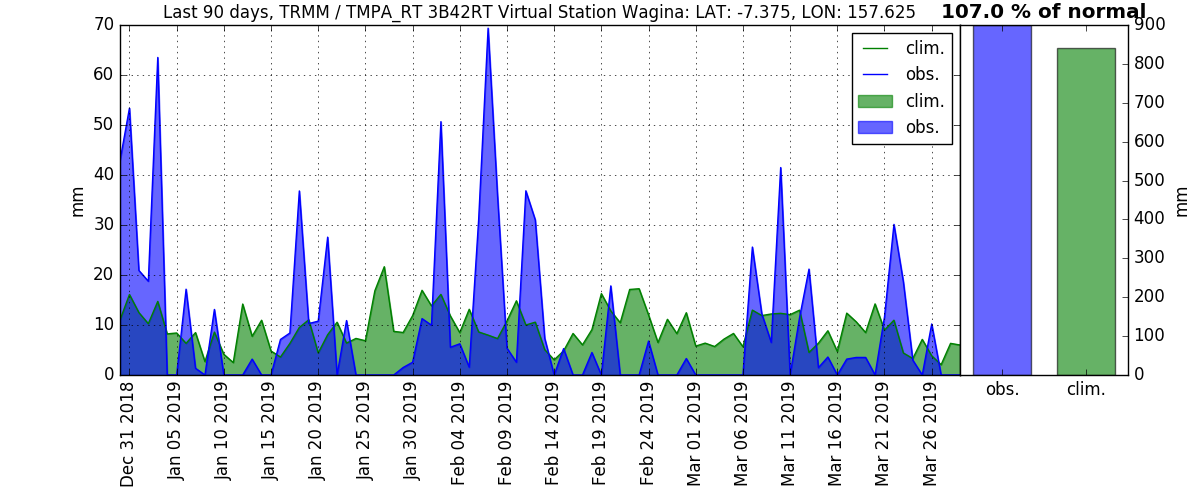 Last 90 days, TRMM / TMPA_RT 3B42RT Virtual Station Wagina: LAT: -7.375, LON: 157.625
107.0 % of normal
70
60
50
40
30
20
10
0
mm
clim.
obs.
clim.
obs.
900
800
700
600
500
400
300
200
100
0
mm
obs.
clim.
Dec 31 2018
Jan 05 2019
Jan 10 2019
Jan 15 2019
Jan 20 2019
Jan 25 2019
Jan 30 2019
Feb 04 2019
Feb 09 2019
Feb 14 2019
Feb 19 2019
Feb 24 2019
Mar 01 2019
Mar 06 2019
Mar 11 2019
Mar 16 2019
Mar 21 2019
Mar 26 2019